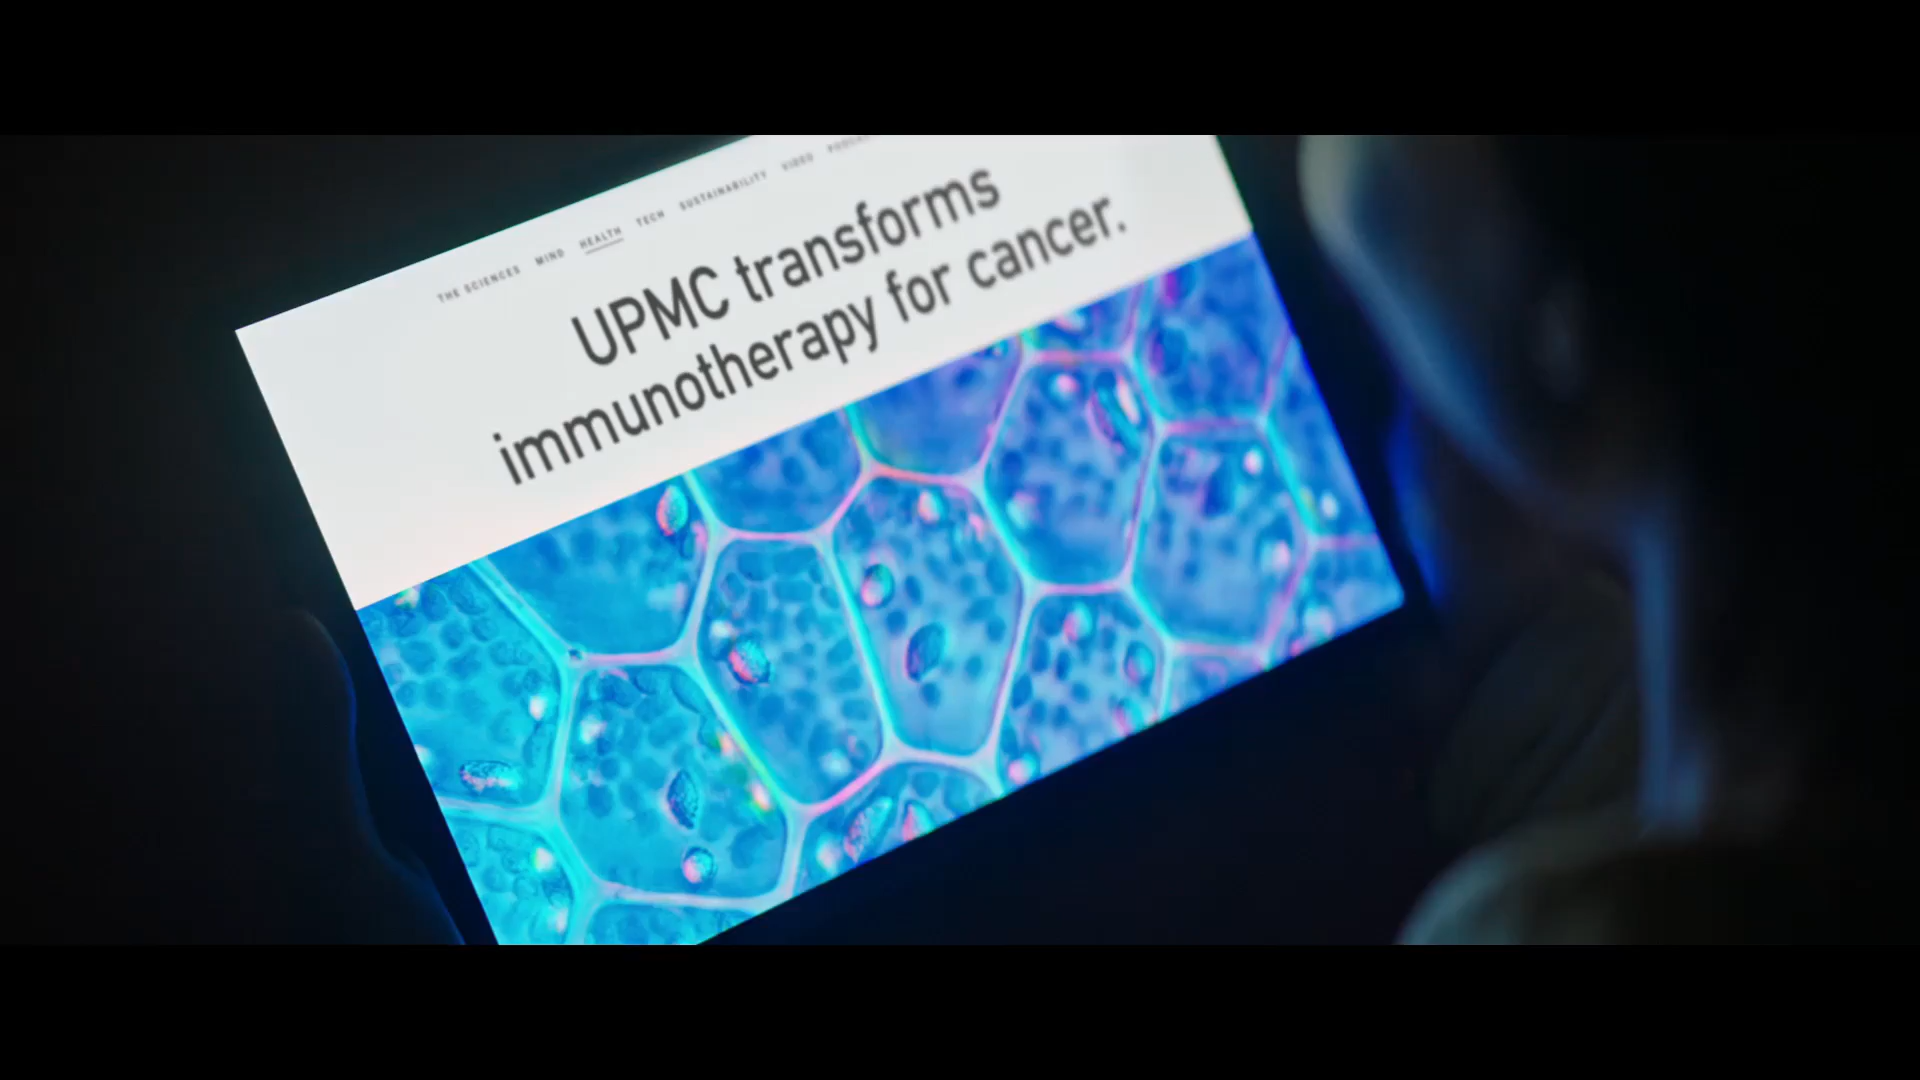 THE SCIENCES MIND HEALTH TECH SUSTAINABILITY VIDEO
UPMC transforms
immunotherapy for cancer.